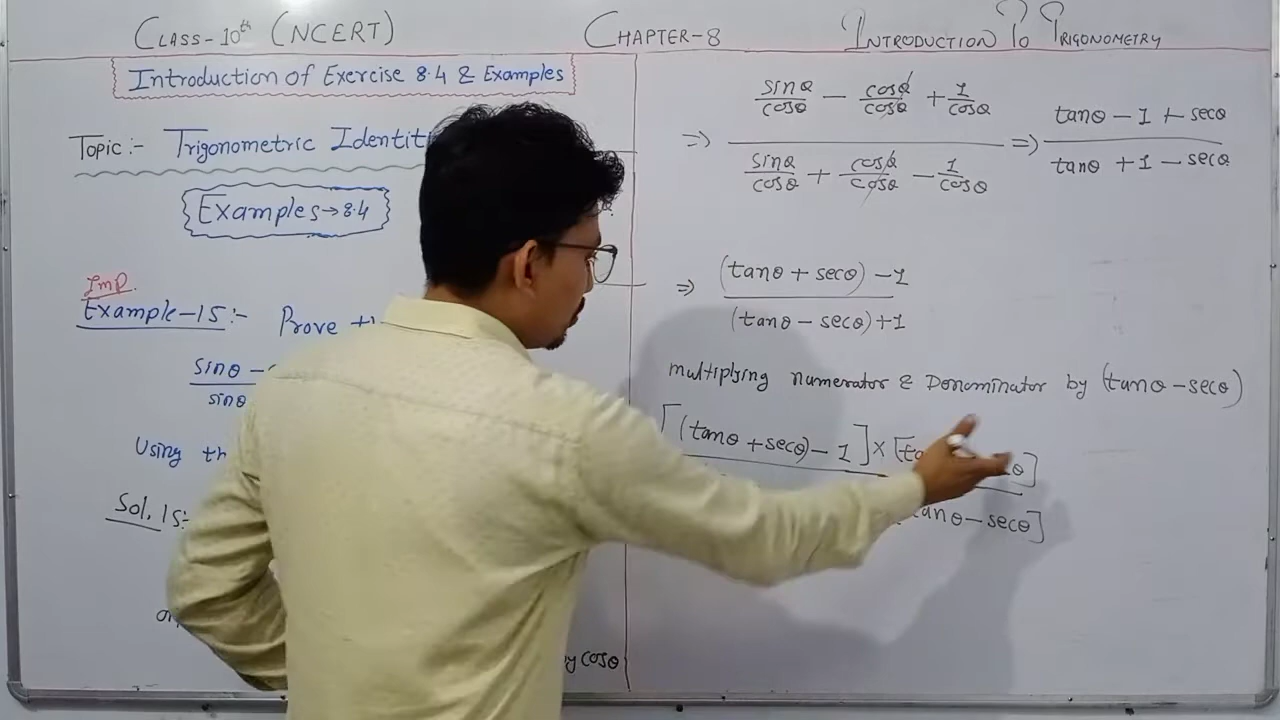 CLASS-10th (NCERT) CHAPTER-8 INTRODUCTION TO TRIGONOMETRY
Introduction of Exercise 8.4 & Examples
Topic:- Trigonometric
Examples→8.4
Imp.
Example-15:- Prove
sinθ -
sinθ
Using
Sol. 15:-
by cosθ
=> sinθ/cosθ - cosθ/cosθ + 1/cosθ => tanθ - 1 + secθ
sinθ/cosθ + cosθ/cosθ - 1/cosθ tanθ + 1 - secθ
=> (tanθ + secθ) - 1
(tanθ - secθ) + 1
multiplying numerator & Denominator by (tanθ - secθ)
[(tanθ + secθ) - 1] × [
tanθ - secθ]